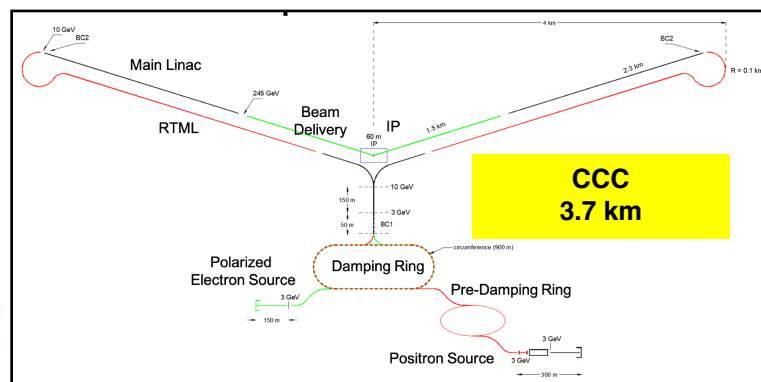 10 GeV
BC2
4 km
BC2
Main Linac
2.3 km
R = 0.1 km
245 GeV
Beam
Delivery
IP
RTML
60 m
IP
1.5 km
CCC
3.7 km
10 GeV
150 m
3 GeV
50 m
BC1
circumference (900 m)
Damping Ring
Polarized
Electron Source
3 GeV
150 m
Pre-Damping Ring
3 GeV
Positron Source
3 GeV
300 m